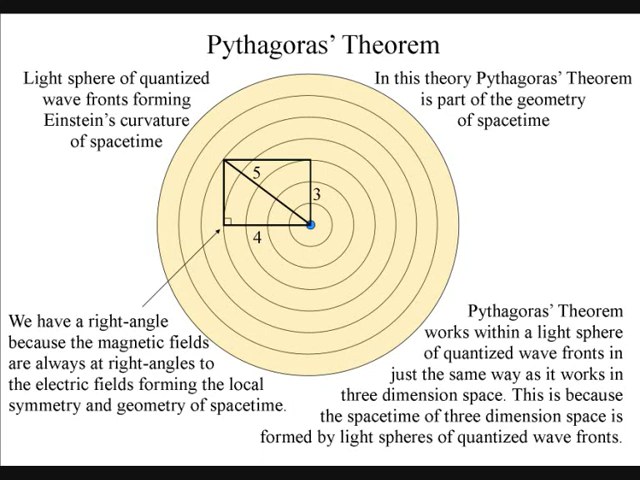 Pythagoras' Theorem
Light sphere of quantized
wave fronts forming
Einstein's curvature
of spacetime
In this theory Pythagoras' Theorem
is part of the geometry
of spacetime
5
3
4
We have a right-angle
because the magnetic fields
are always at right-angles to
the electric fields forming the local
symmetry and geometry of spacetime.
Pythagoras' Theorem
works within a light sphere
of quantized wave fronts in
just the same way as it works in
three dimension space. This is because
the spacetime of three dimension space is
formed by light spheres of quantized wave fronts.